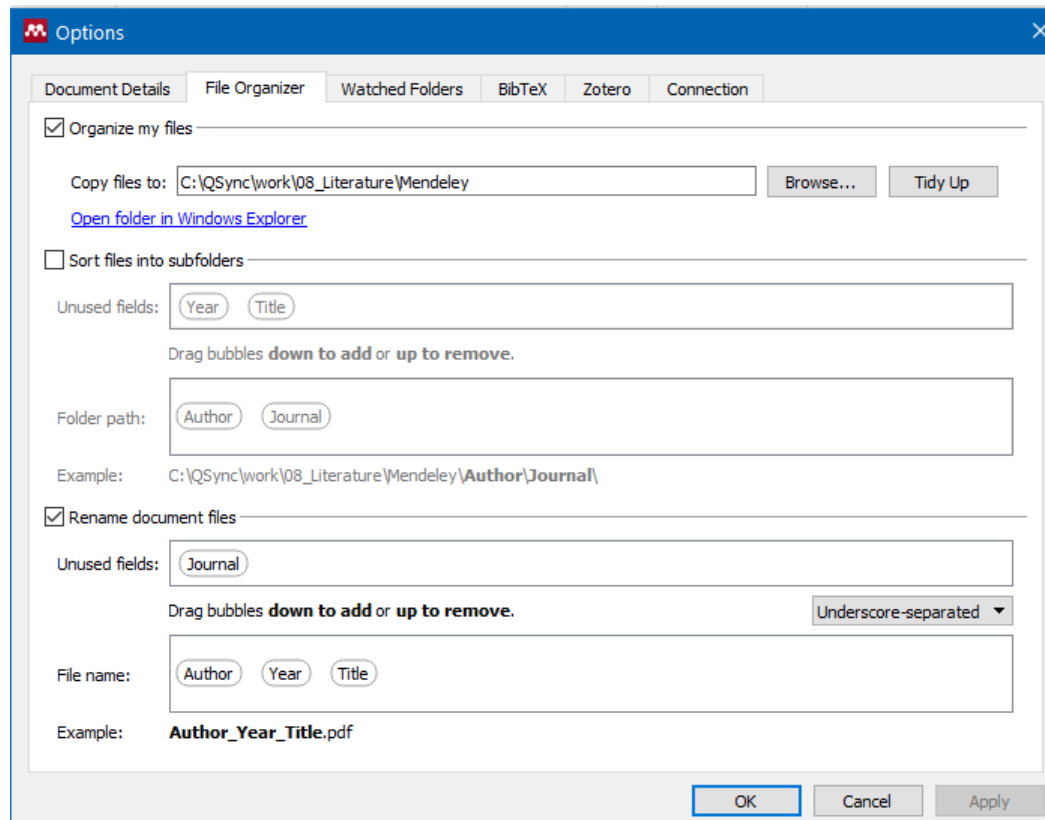 Options
Document Details File Organizer Watched Folders BibTeX Zotero Connection
Organize my files
Copy files to: C:\QSync\work\08_Literature\Mendeley Browse... Tidy Up
Open folder in Windows Explorer
Sort files into subfolders
Unused fields: Year Title
Drag bubbles down to add or up to remove.
Folder path: Author Journal
Example: C:\QSync\work\08_Literature\Mendeley\Author\Journal\
Rename document files
Unused fields: Journal
Drag bubbles down to add or up to remove. Underscore-separated
File name: Author Year Title
Example: Author_Year_Title.pdf
OK Cancel Apply